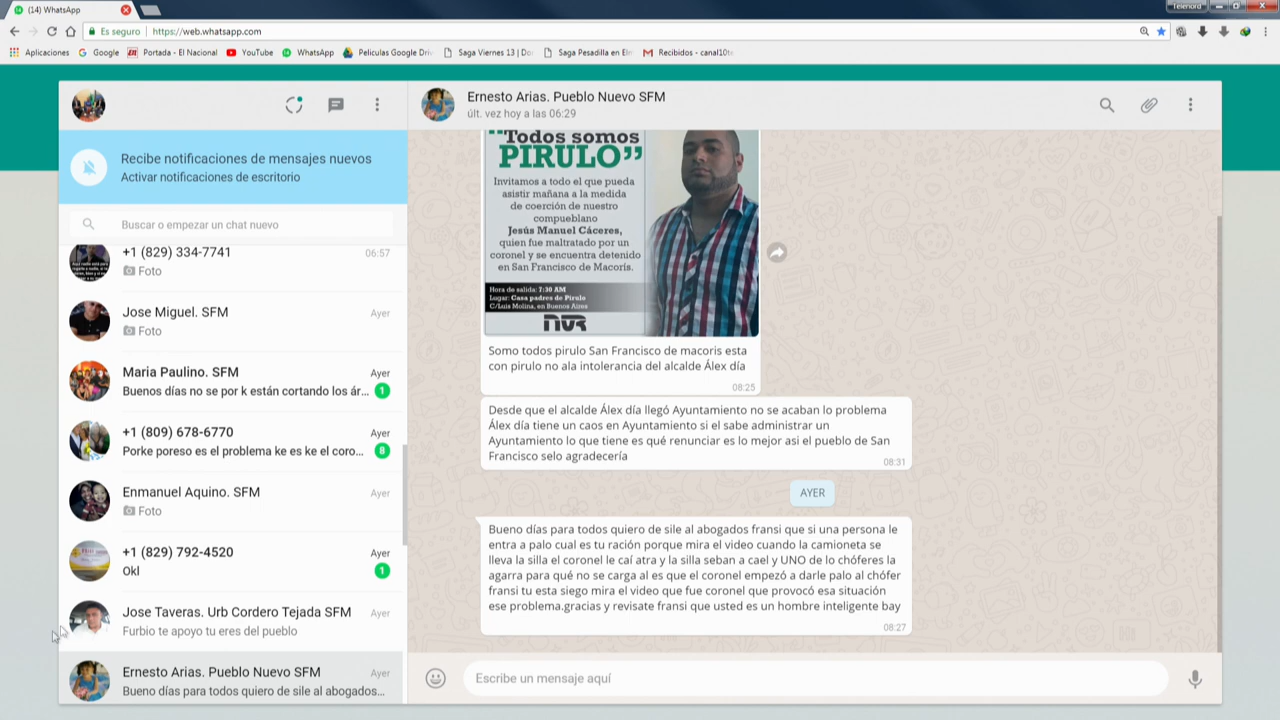 (14) WhatsApp
Telenord
Es seguro
https://web.whatsapp.com
Aplicaciones
Google
Portada - El Nacional
YouTube
WhatsApp
Peliculas Google Driv
Saga Viernes 13 | Do
Saga Pesadilla en El
Recibidos - canal10t
Recibe notificaciones de mensajes nuevos
Activar notificaciones de escritorio
Buscar o empezar un chat nuevo
+1 (829) 334-7741
06:57
Foto
Jose Miguel. SFM
Ayer
Foto
Maria Paulino. SFM
Ayer
Buenos días no se por k están cortando los ár...
1
+1 (809) 678-6770
Ayer
Porke poreso es el problema ke es ke el coro...
8
Enmanuel Aquino. SFM
Ayer
Foto
+1 (829) 792-4520
Ayer
Okl
1
Jose Taveras. Urb Cordero Tejada SFM
Ayer
Furbio te apoyo tu eres del pueblo
Ernesto Arias. Pueblo Nuevo SFM
Ayer
Bueno días para todos quiero de sile al abogados...
Ernesto Arias. Pueblo Nuevo SFM
últ. vez hoy a las 06:29
"Todos somos
PIRULO"
Invitamos a todo el que pueda
asistir mañana a la medida
de coerción de nuestro
compueblano
Jesús Manuel Cáceres,
quien fue maltratado por un
coronel y se encuentra detenido
en San Francisco de Macorís.
Hora de salida: 7:30 AM
Lugar: Casa padres de Pirulo
C/Luis Molina, en Buenos Aires
Somo todos pirulo San Francisco de macoris esta
con pirulo no ala intolerancia del alcalde Álex día
08:25
Desde que el alcalde Álex día llegó Ayuntamiento no se acaban lo problema
Álex día tiene un caos en Ayuntamiento si el sabe administrar un
Ayuntamiento lo que tiene es qué renunciar es lo mejor asi el pueblo de San
Francisco selo agradecería
08:31
AYER
Bueno días para todos quiero de sile al abogados fransi que si una persona le
entra a palo cual es tu ración porque mira el video cuando la camioneta se
lleva la silla el coronel le caí atra y la silla seban a cael y UNO de lo chóferes la
agarra para qué no se carga al es que el coronel empezó a darle palo al chófer
fransi tu esta siego mira el video que fue coronel que provocó esa situación
ese problema.gracias y revisate fransi que usted es un hombre inteligente bay
08:27
Escribe un mensaje aquí